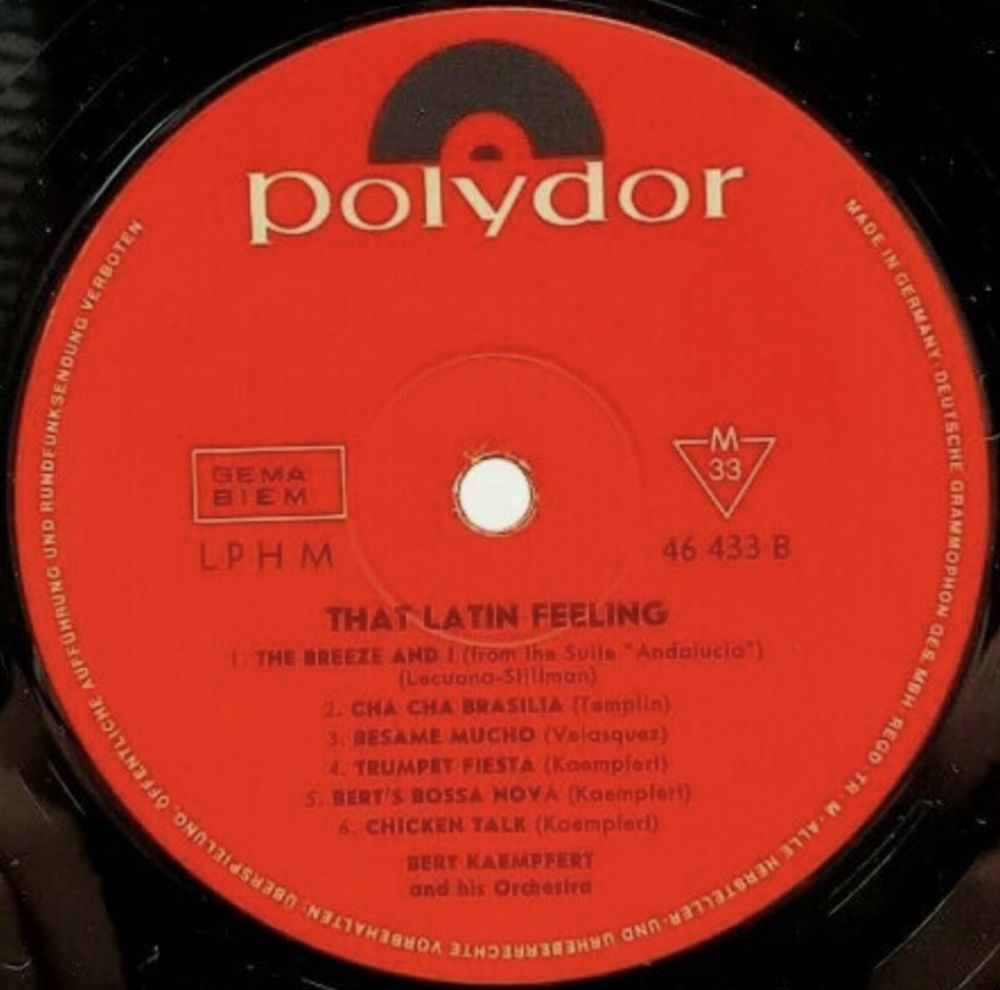 polydor
GEMA
BIEM
LPHM
M
33
46 433 B
THAT LATIN FEELING
1. THE BREEZE AND I (from the Suite "Andalucia")
(Lecuona-Stillman)
2. CHA CHA BRASILIA (Templin)
3. BESAME MUCHO (Velasquez)
4. TRUMPET FIESTA (Kaempfert)
5. BERT'S BOSSA NOVA (Kaempfert)
6. CHICKEN TALK (Kaempfert)
BERT KAEMPFERT
and his Orchestra
MADE IN GERMANY · DEUTSCHE GRAMMOPHON GES. MBH · REGD · TR · M · ALLE HERSTELLER- UND URHEBERRECHTE VORBEHALTEN · ÜBERSPIELUNG, ÖFFENTLICHE AUFFÜHRUNG UND RUNDFUNKSENDUNG VERBOTEN